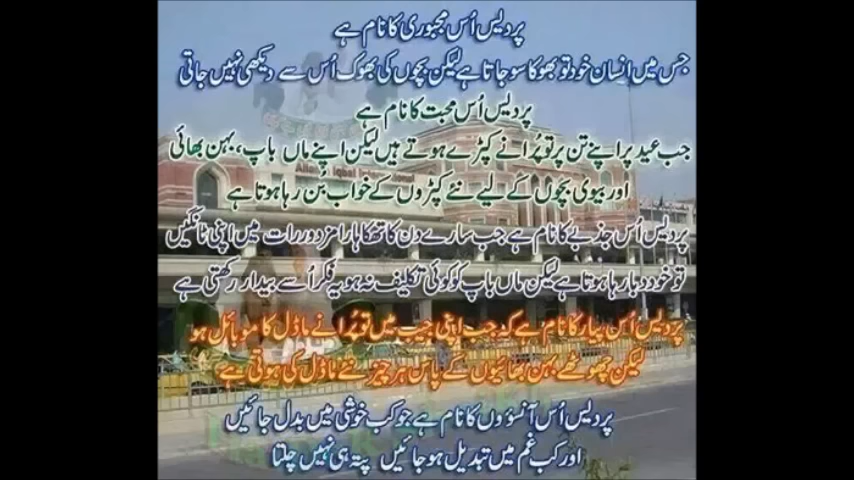 پردیس اُس مجبوری کا نام ہے
جس میں انسان خود تو بھوکا سو جاتا ہے لیکن بچوں کی بھوک اُس سے دیکھی نہیں جاتی
پردیس اُس محبت کا نام ہے
جب عید پر اپنے تن پر تو پُرانے کپڑے ہوتے ہیں لیکن اپنے ماں باپ، بہن بھائی
اور بیوی بچوں کے لیے نئے کپڑوں کے خواب بُن رہا ہوتا ہے
Allama Iqbal International
پردیس اُس جذبے کا نام ہے جب سارے دن کا تھکا ہارا مزدور رات میں اپنی ٹانگیں
تو خود دبا رہا ہوتا ہے لیکن ماں باپ کو کوئی تکلیف نہ ہو یہ فکر اُسے بیدار رکھتی ہے
پردیس اُس پیار کا نام ہے کہ جب اپنی جیب میں تو پُرانے ماڈل کا موبائل ہو
لیکن چھوٹے بہن بھائیوں کے پاس ہر چیز نئے ماڈل کی ہوتی ہے
پردیس اُس آنسوؤں کا نام ہے جو کب خوشی میں بدل جائیں
اور کب غم میں تبدیل ہو جائیں پتہ ہی نہیں چلتا